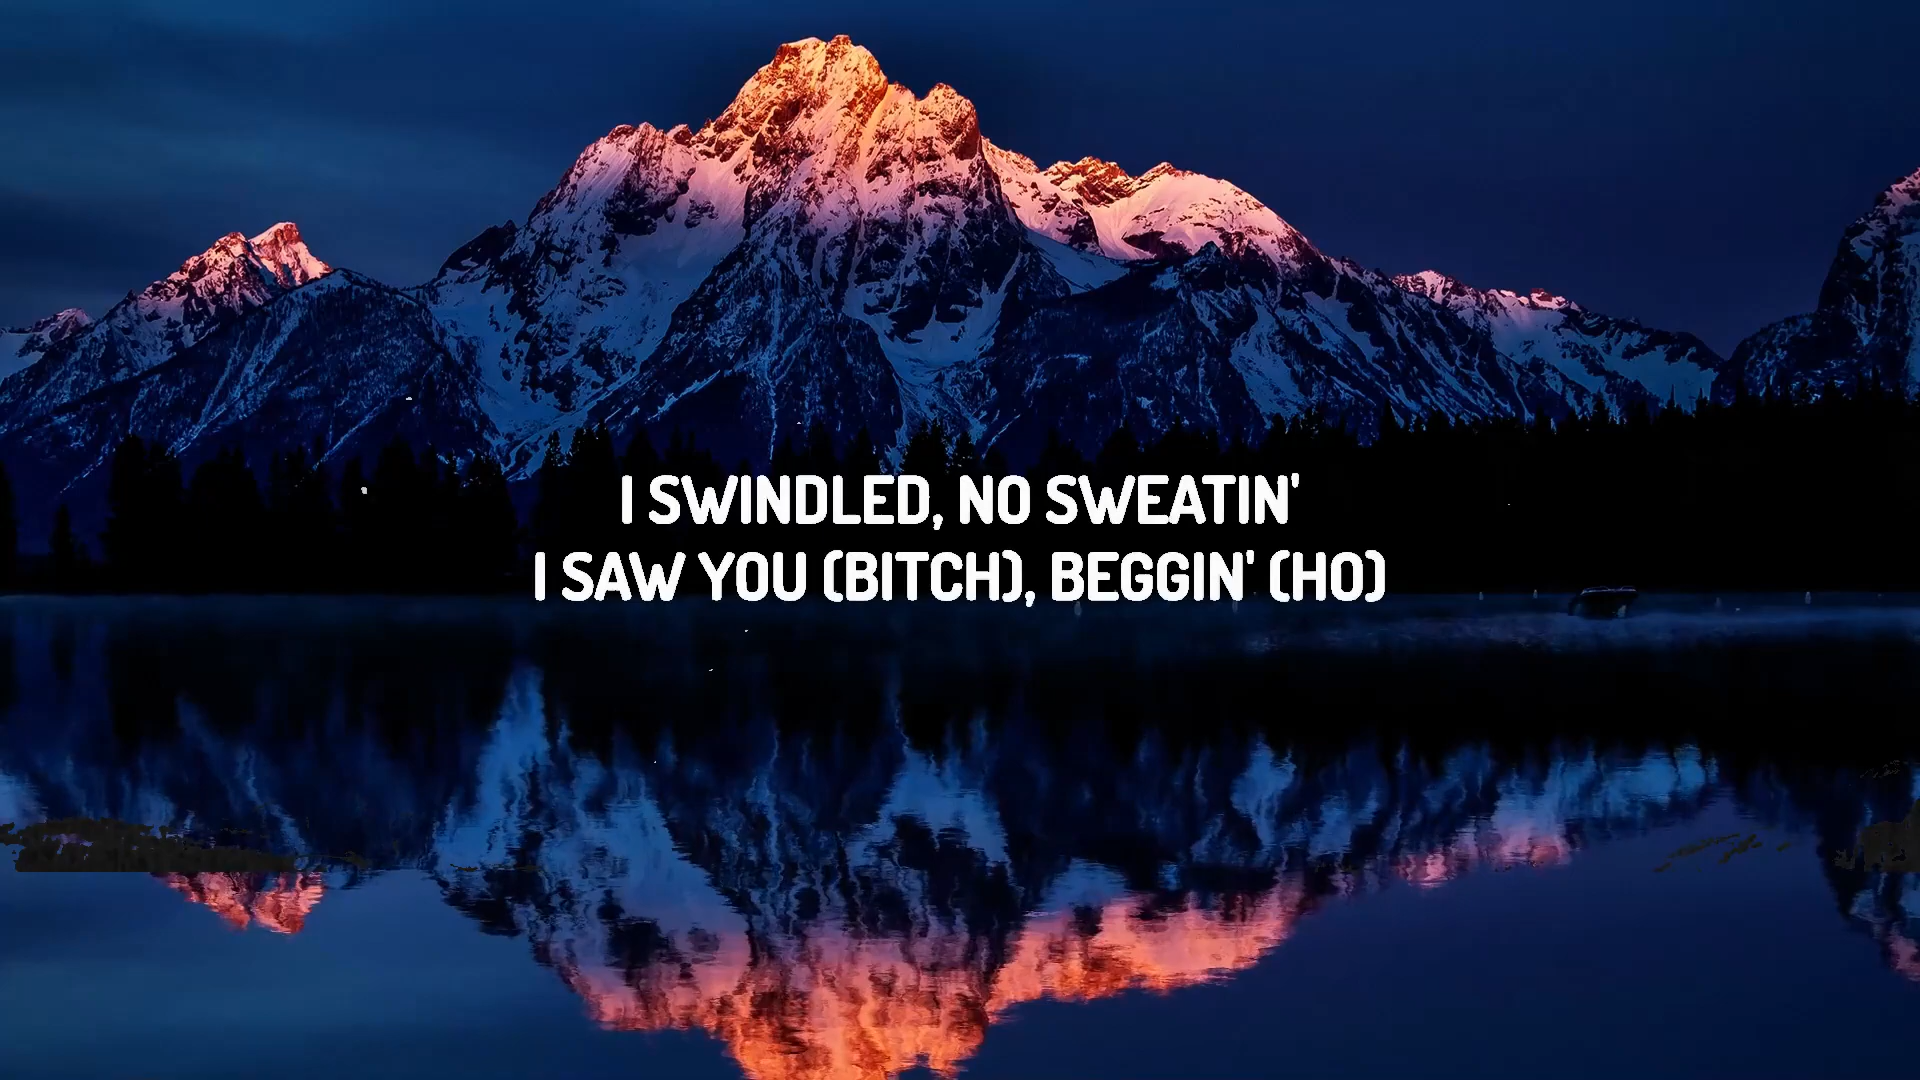 I SWINDLED, NO SWEATIN'
I SAW YOU (BITCH), BEGGIN' (HO)